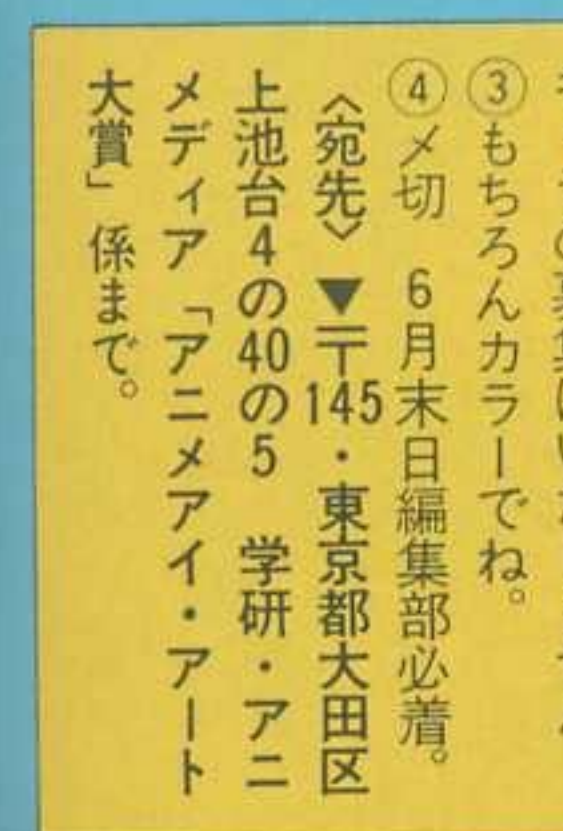 ③もちろんカラーでね。
④〆切　6月末日編集部必着。
〈宛先〉▼〒145・東京都大田区
上池台4の40の5　学研・アニ
メディア「アニメアイ・アート
大賞」係まで。